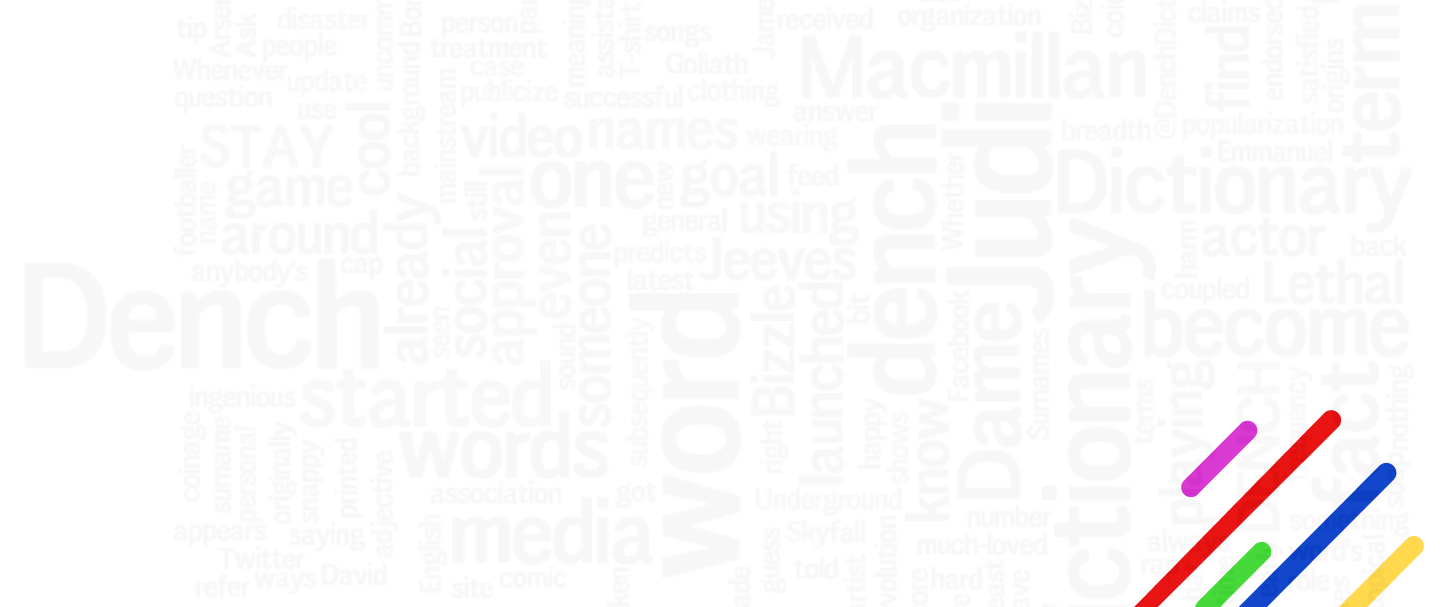 tip
Ask
disaster
people
person
treatment
case
meaning
T-shirt
songs
received
organization
claims
endorsed
satisfied
origins
term
Whenever
update
question
use
background
publicize
successful
clothing
Goliath
Macmillan
answer
find
STAY
cool
mainstream
video
names
wearing
breadth
@DenchDict
popularization
Emmanuel
footballer
name
game
still
approval
one
new
goal
feed
dench
Whether
Judi
Dictionary
around
already
social
even
someone
general
using
harm
actor
back
anybody's
cap
predicts
latest
Jeeves
Dench
seen
sound
subsequently
word
Bizzle
launched
bit
Facebook
Dame
Surnames
coupled
Lethal
become
ingenious
started
words
right
happy
shows
know
terms
playing
fact
nothing
coinage
surname
personal
originally
snappy
printed
adjective
association
got
Underground
media
number
appears
saying
English
guess
Skyfall
much-loved
Twitter
refer
ways
David
site
comic
told
hard